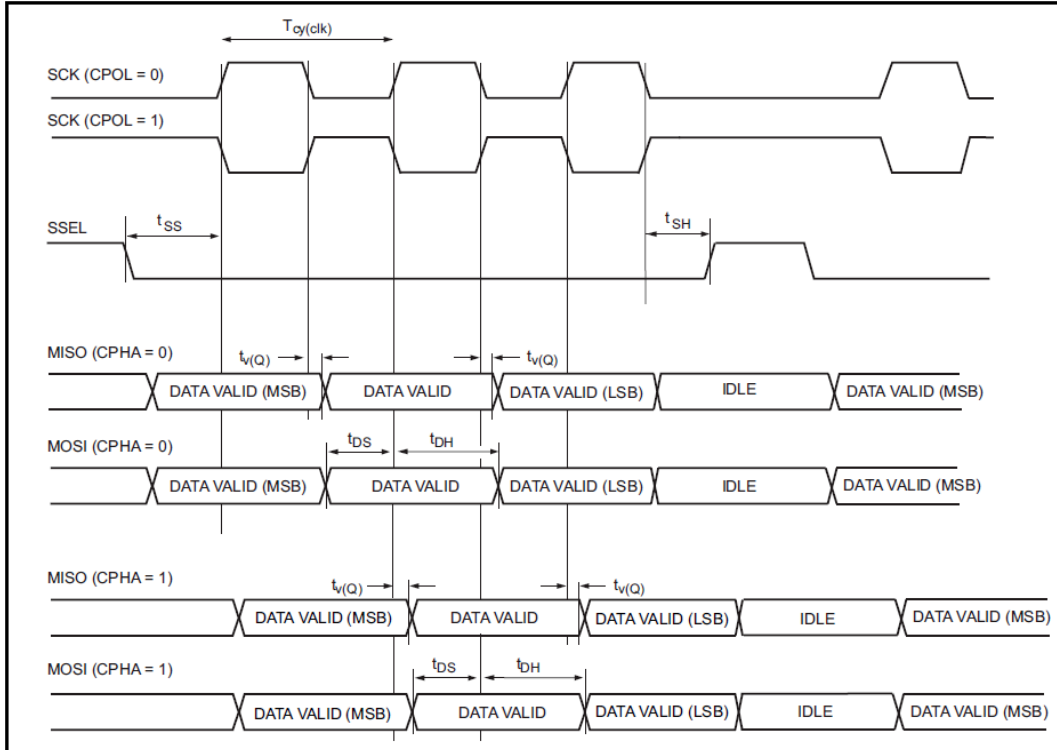 Tcy(clk)
SCK (CPOL = 0)
SCK (CPOL = 1)
SSEL
tSS
tSH
MISO (CPHA = 0)
tv(Q)
tv(Q)
DATA VALID (MSB) DATA VALID DATA VALID (LSB) IDLE DATA VALID (MSB)
MOSI (CPHA = 0)
tDS
tDH
DATA VALID (MSB) DATA VALID DATA VALID (LSB) IDLE DATA VALID (MSB)
MISO (CPHA = 1)
tv(Q)
tv(Q)
DATA VALID (MSB) DATA VALID DATA VALID (LSB) IDLE DATA VALID (MSB)
MOSI (CPHA = 1)
tDS
tDH
DATA VALID (MSB) DATA VALID DATA VALID (LSB) IDLE DATA VALID (MSB)